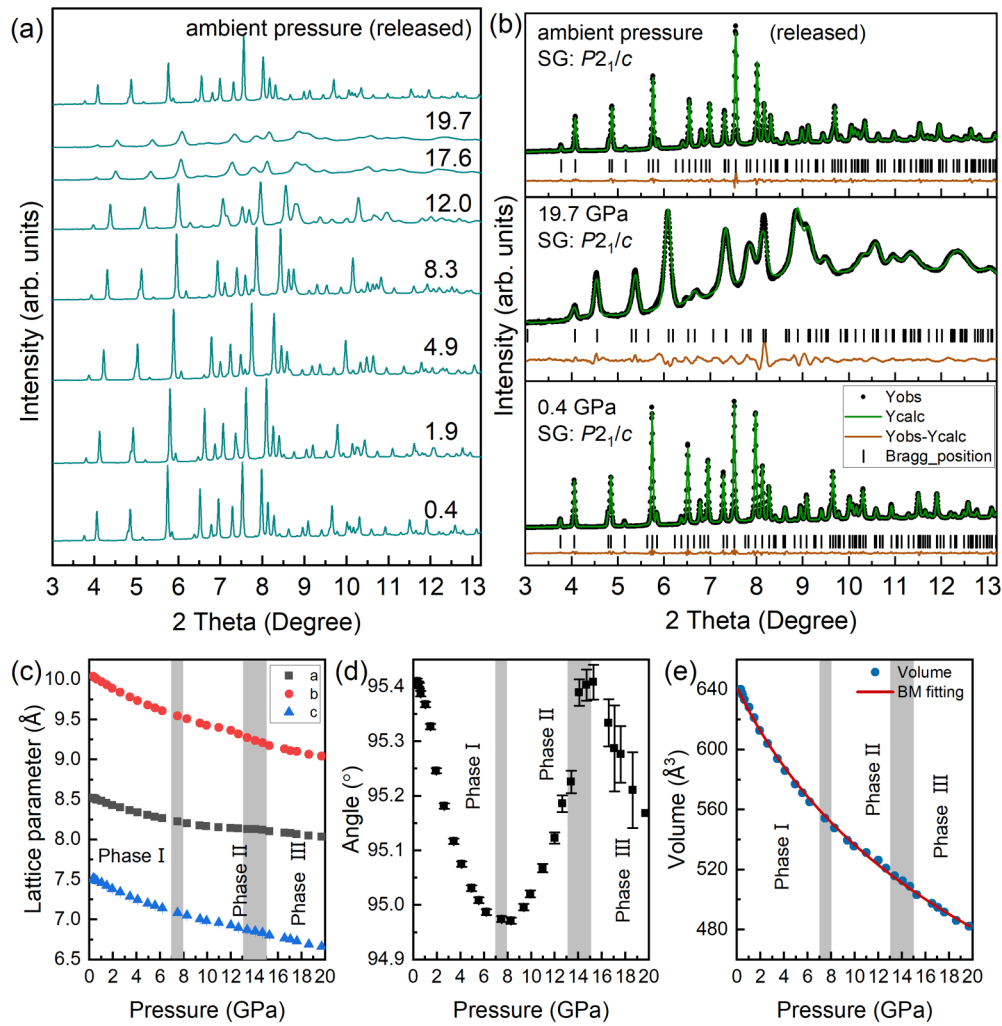 (a)
ambient pressure (released)
19.7
17.6
12.0
8.3
4.9
1.9
0.4
Intensity (arb. units)
3 4 5 6 7 8 9 10 11 12 13
2 Theta (Degree)
(b)
ambient pressure (released)
SG: P2₁/c
19.7 GPa
SG: P2₁/c
0.4 GPa
SG: P2₁/c
Yobs
Ycalc
Yobs-Ycalc
Bragg_position
Intensity (arb. units)
3 4 5 6 7 8 9 10 11 12 13
2 Theta (Degree)
(c)
a
b
c
10.0
9.5
9.0
8.5
8.0
7.5
7.0
6.5
Lattice parameter (Å)
Phase I
Phase II
Phase III
0 2 4 6 8 10 12 14 16 18 20
Pressure (GPa)
(d)
95.4
95.3
95.2
95.1
95.0
94.9
Angle (°)
Phase I
Phase II
Phase III
0 2 4 6 8 10 12 14 16 18 20
Pressure (GPa)
(e)
Volume
BM fitting
640
600
560
520
480
Volume (Å³)
Phase I
Phase II
Phase III
0 2 4 6 8 10 12 14 16 18 20
Pressure (GPa)